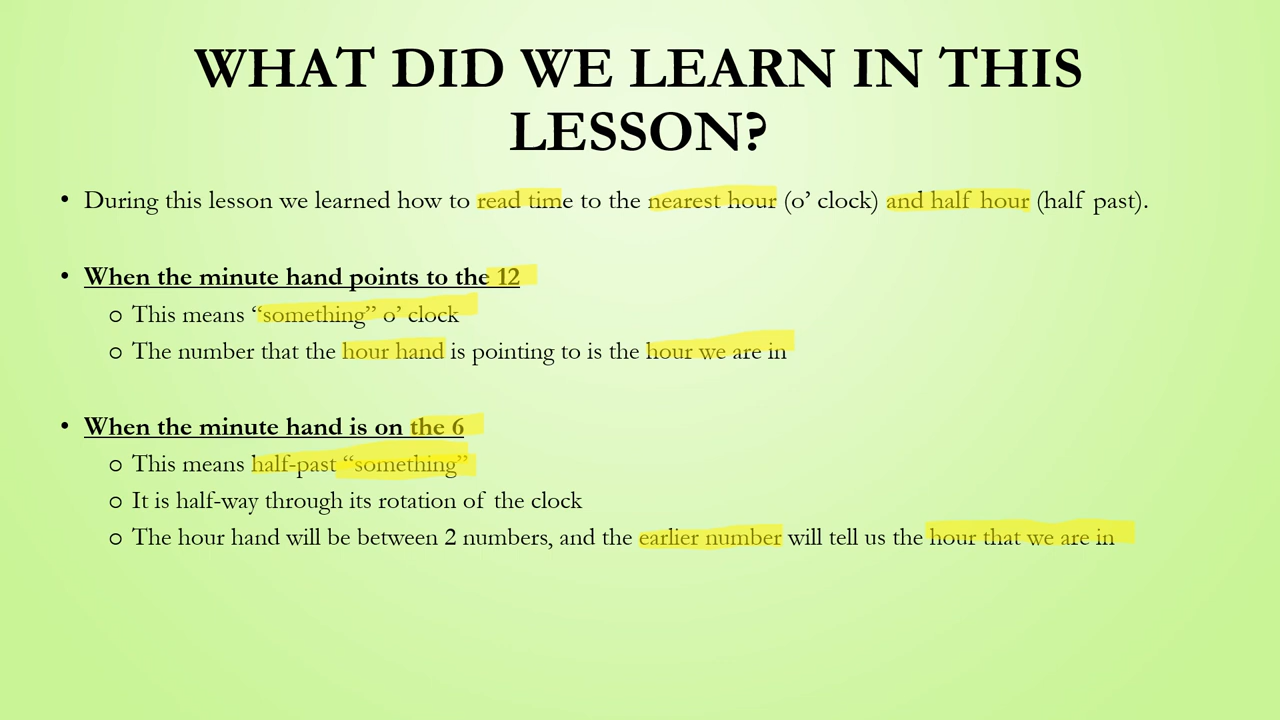 WHAT DID WE LEARN IN THIS
LESSON?
• During this lesson we learned how to read time to the nearest hour (o’ clock) and half hour (half past).
• When the minute hand points to the 12
o This means “something” o’ clock
o The number that the hour hand is pointing to is the hour we are in
• When the minute hand is on the 6
o This means half-past “something”
o It is half-way through its rotation of the clock
o The hour hand will be between 2 numbers, and the earlier number will tell us the hour that we are in